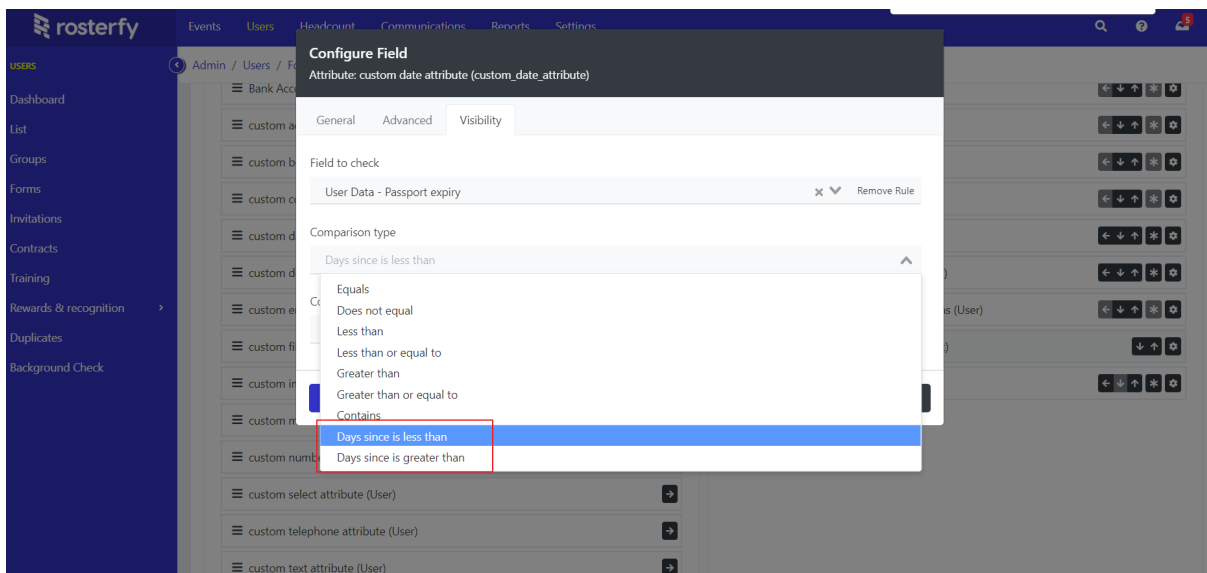 rosterfy
Events Users Headcount Communications Reports Settings
5
USERS
Admin / Users /
Dashboard
List
Groups
Forms
Invitations
Contracts
Training
Rewards & recognition
Duplicates
Background Check
Configure Field
Attribute: custom date attribute (custom_date_attribute)
General Advanced Visibility
Field to check
User Data - Passport expiry
Remove Rule
Comparison type
Days since is less than
Equals
Does not equal
Less than
Less than or equal to
Greater than
Greater than or equal to
Contains
Days since is less than
Days since is greater than
Bank
custom
custom
custom
custom
custom
custom
(User)
custom
custom
custom
custom
custom select attribute (User)
custom telephone attribute (User)
custom text attribute (User)